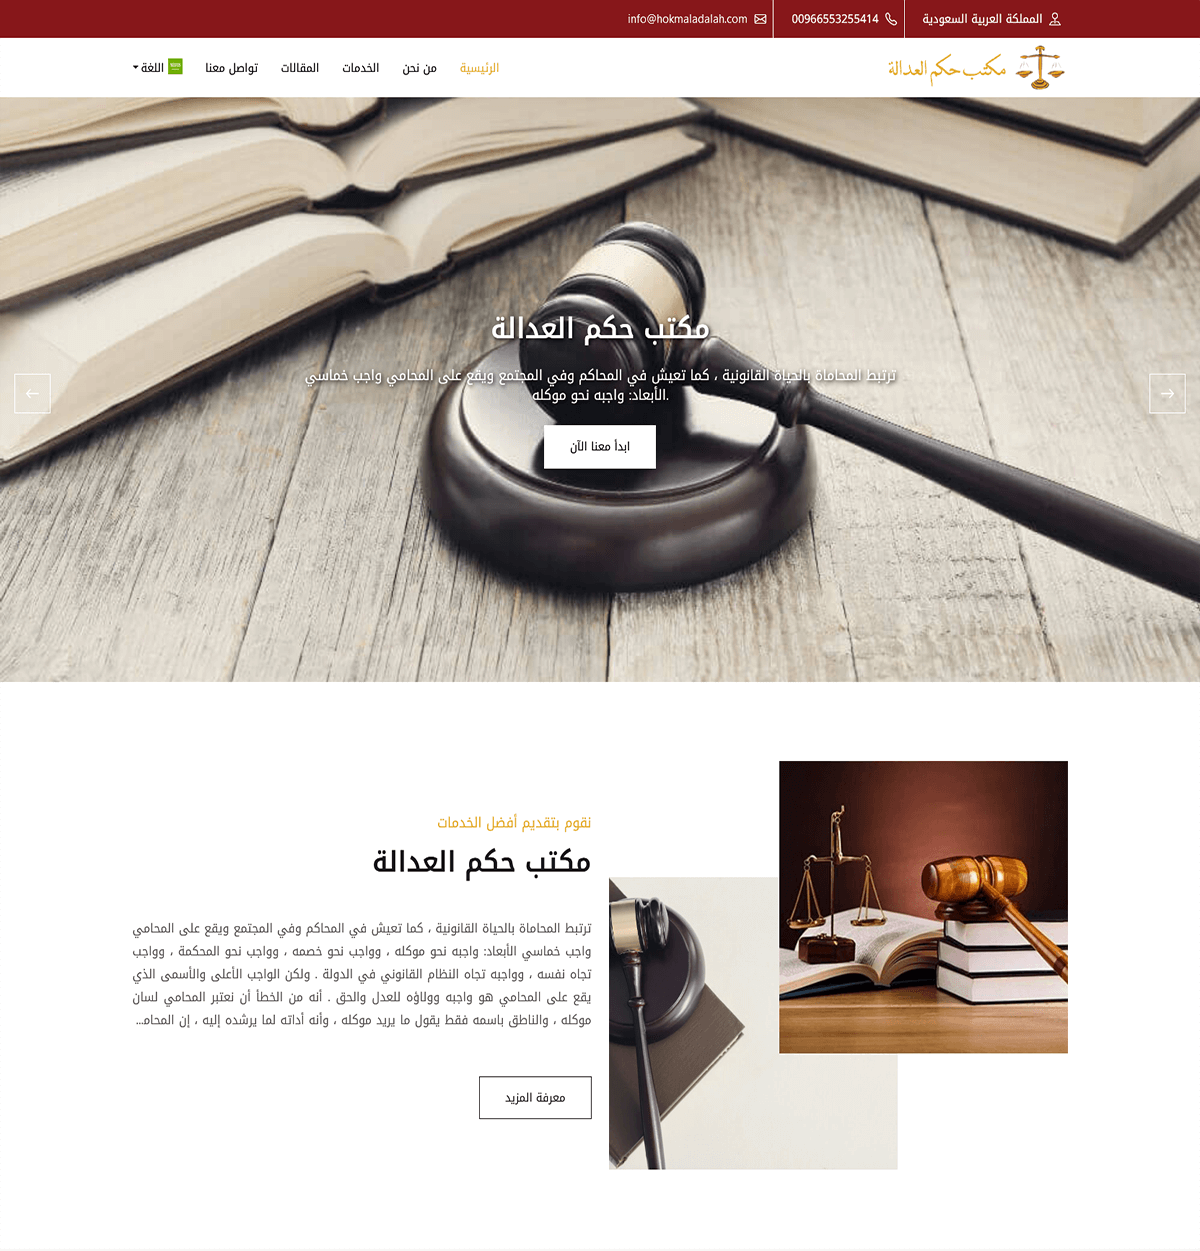 المملكة العربية السعودية
00966553255414
info@hokmaladalah.com
مكتب حكم العدالة
الرئيسية
من نحن
الخدمات
المقالات
تواصل معنا
اللغة
مكتب حكم العدالة
ترتبط المحاماة بالحياة القانونية ، كما تعيش في المحاكم وفي المجتمع ويقع على المحامي واجب خماسي
الأبعاد: واجبه نحو موكله.
ابدأ معنا الآن
نقوم بتقديم أفضل الخدمات
مكتب حكم العدالة
ترتبط المحاماة بالحياة القانونية ، كما تعيش في المحاكم وفي المجتمع ويقع على المحامي
واجب خماسي الأبعاد: واجبه نحو موكله ، وواجب نحو خصمه ، وواجب نحو المحكمة ، وواجب
تجاه نفسه ، وواجبه تجاه النظام القانوني في الدولة . ولكن الواجب الأعلى والأسمى الذي
يقع على المحامي هو واجبه وولاؤه للعدل والحق . أنه من الخطأ أن نعتبر المحامي لسان
موكله ، والناطق باسمه فقط يقول ما يريد موكله ، وأنه أداته لما يرشده إليه ، إن المحام...
معرفة المزيد